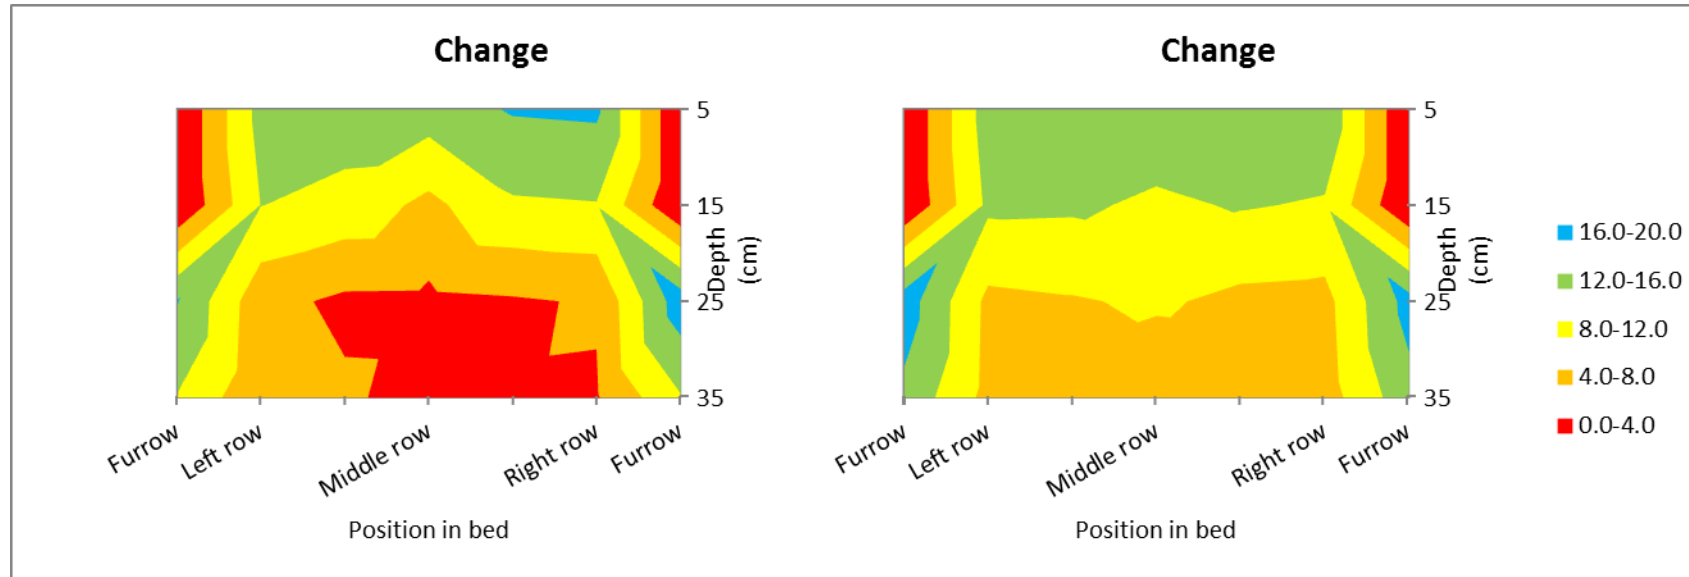 Change
5
15
25
35
Depth
(cm)
Furrow
Left row
Middle row
Right row
Furrow
Position in bed
Change
5
15
25
35
Depth
(cm)
Furrow
Left row
Middle row
Right row
Furrow
Position in bed
16.0-20.0
12.0-16.0
8.0-12.0
4.0-8.0
0.0-4.0